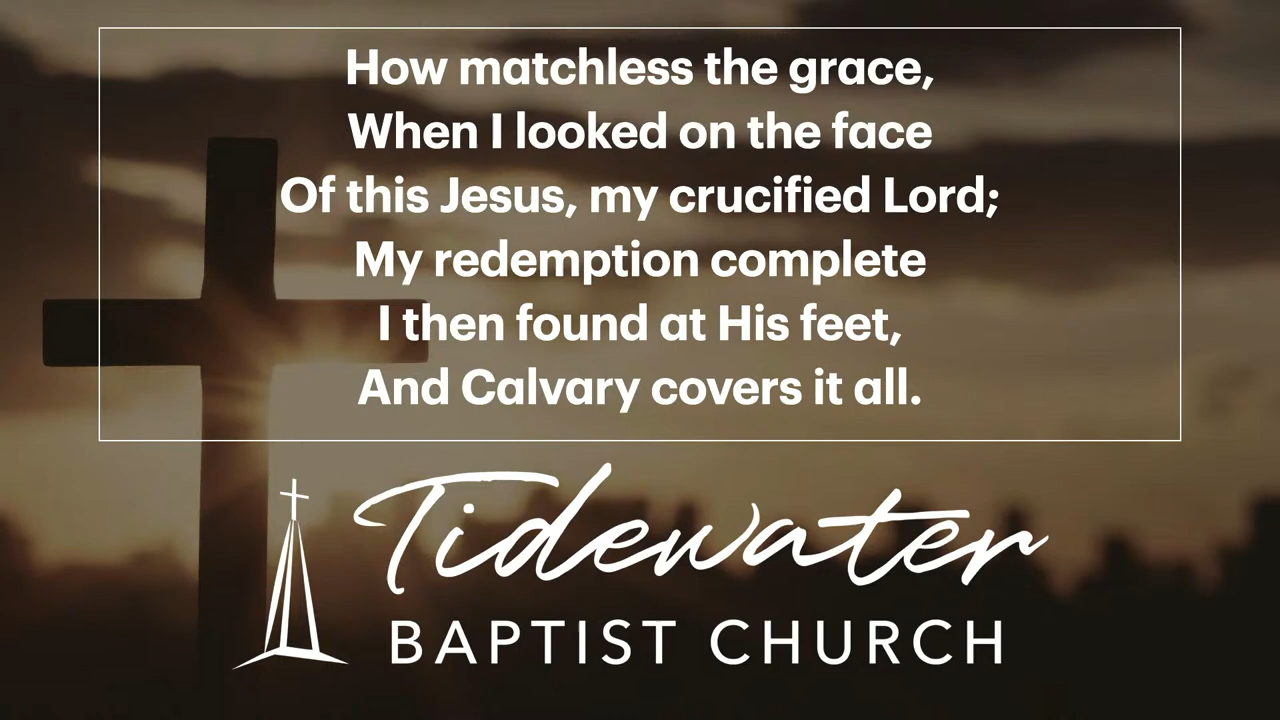 How matchless the grace,
When I looked on the face
Of this Jesus, my crucified Lord;
My redemption complete
I then found at His feet,
And Calvary covers it all.
Tidewater
BAPTIST CHURCH